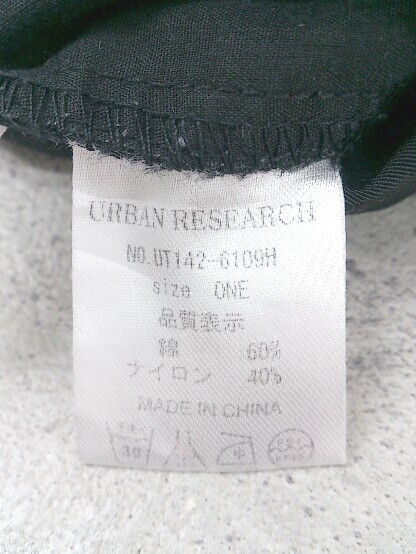 URBAN RESEARCH
NO.UT142-6109H
size ONE
品質表示
綿 60%
ナイロン 40%
MADE IN CHINA
30